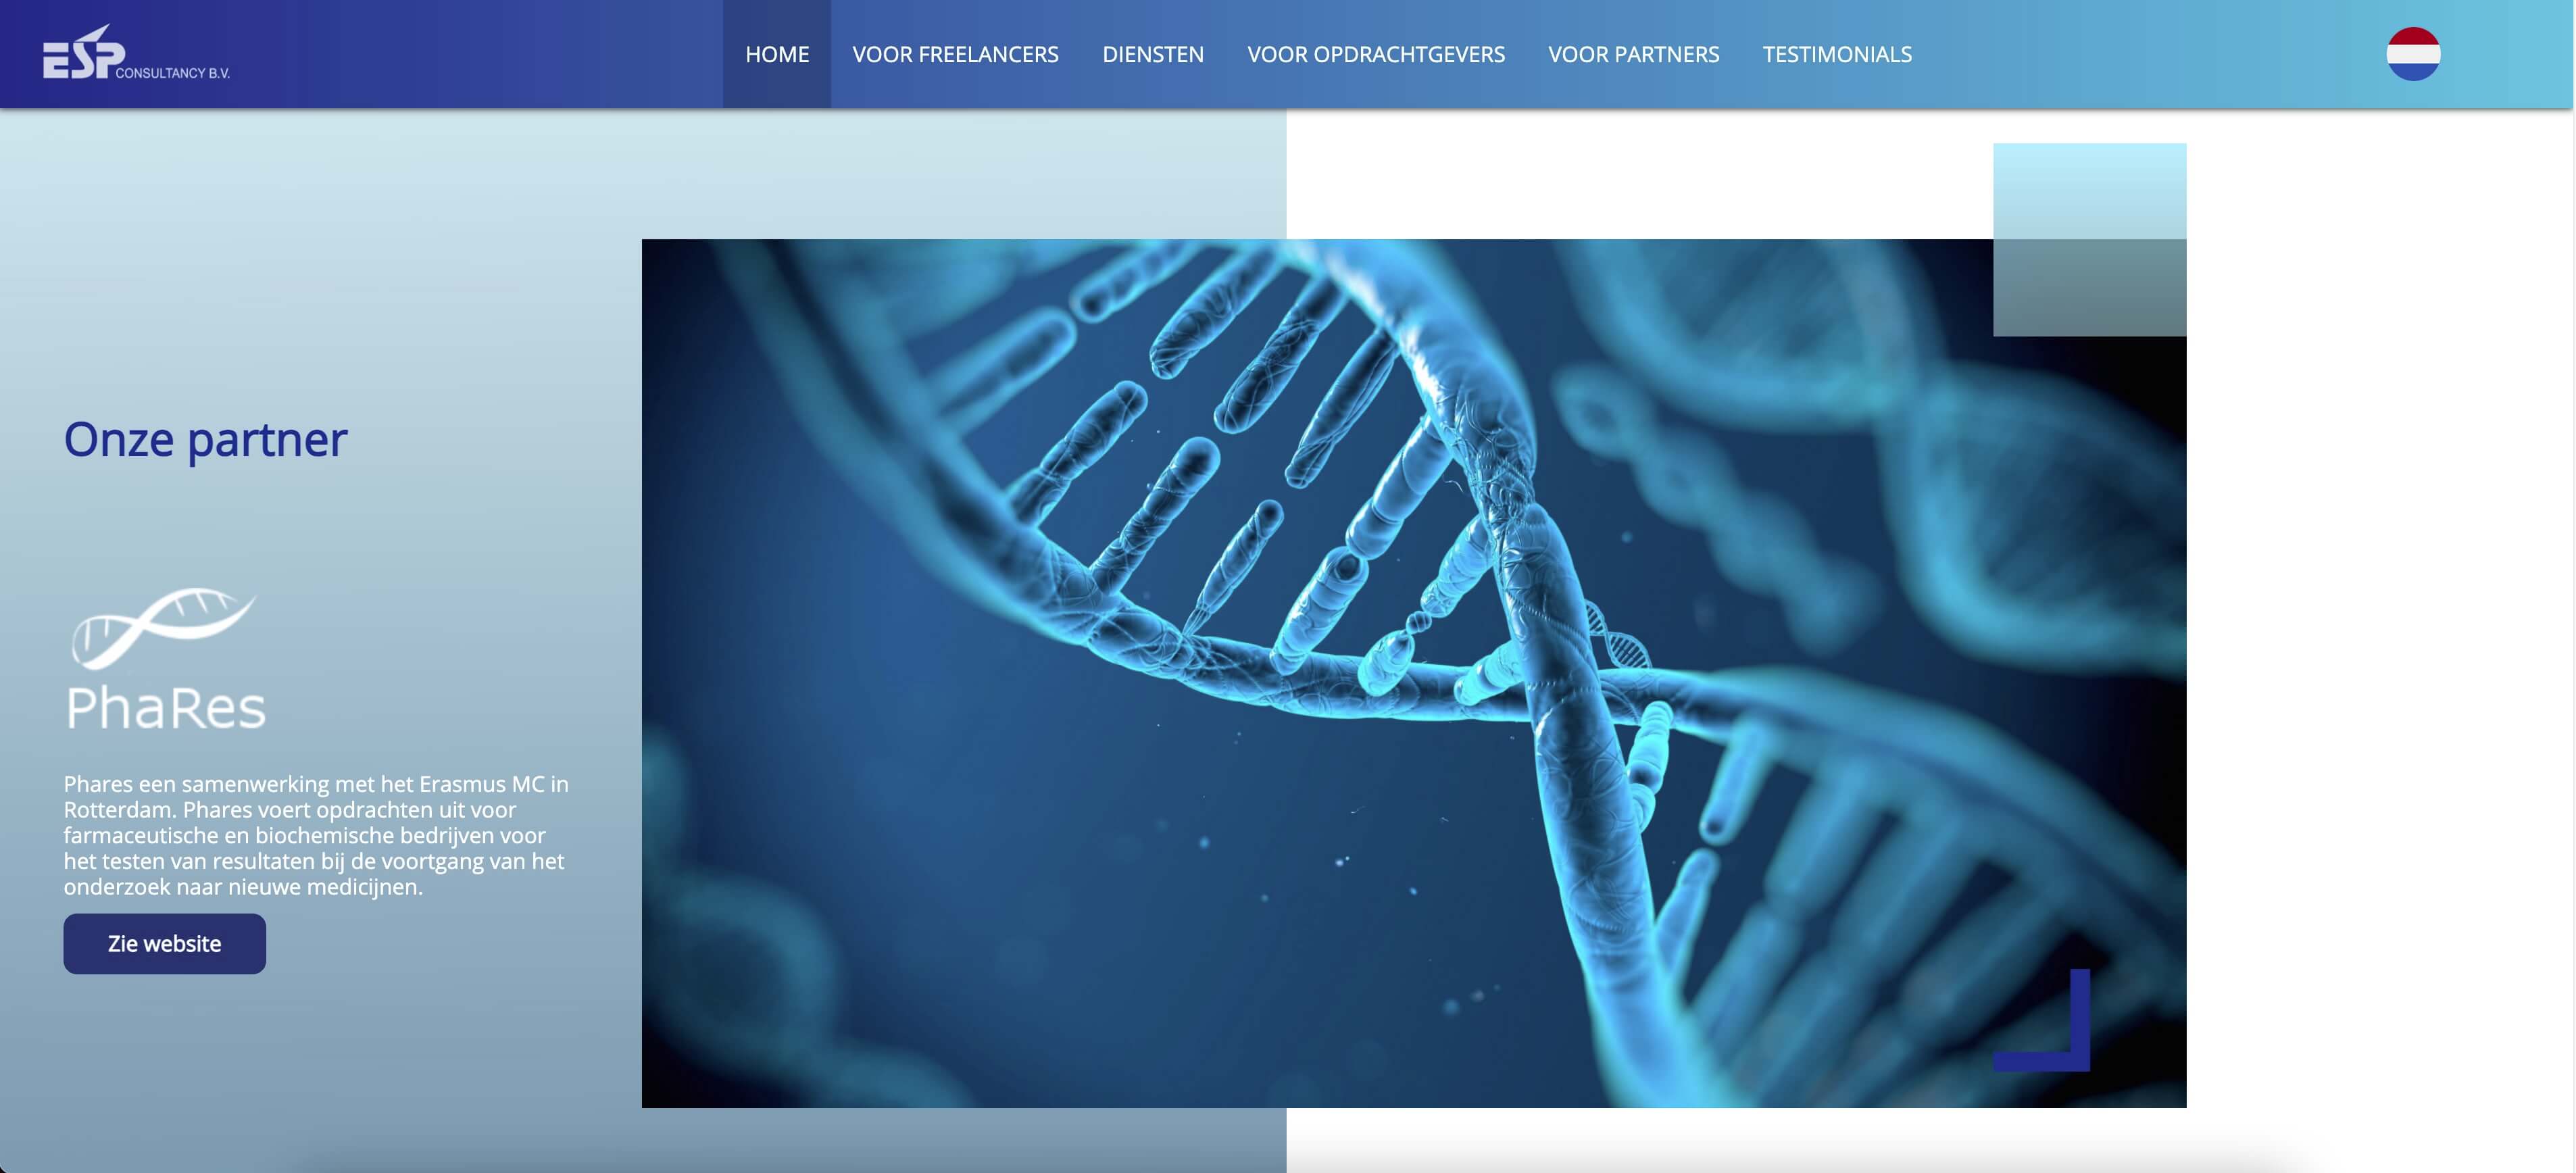 ESP CONSULTANCY B.V.
HOME VOOR FREELANCERS DIENSTEN VOOR OPDRACHTGEVERS VOOR PARTNERS TESTIMONIALS
Onze partner
PhaRes
Phares een samenwerking met het Erasmus MC in
Rotterdam. Phares voert opdrachten uit voor
farmaceutische en biochemische bedrijven voor
het testen van resultaten bij de voortgang van het
onderzoek naar nieuwe medicijnen.
Zie website